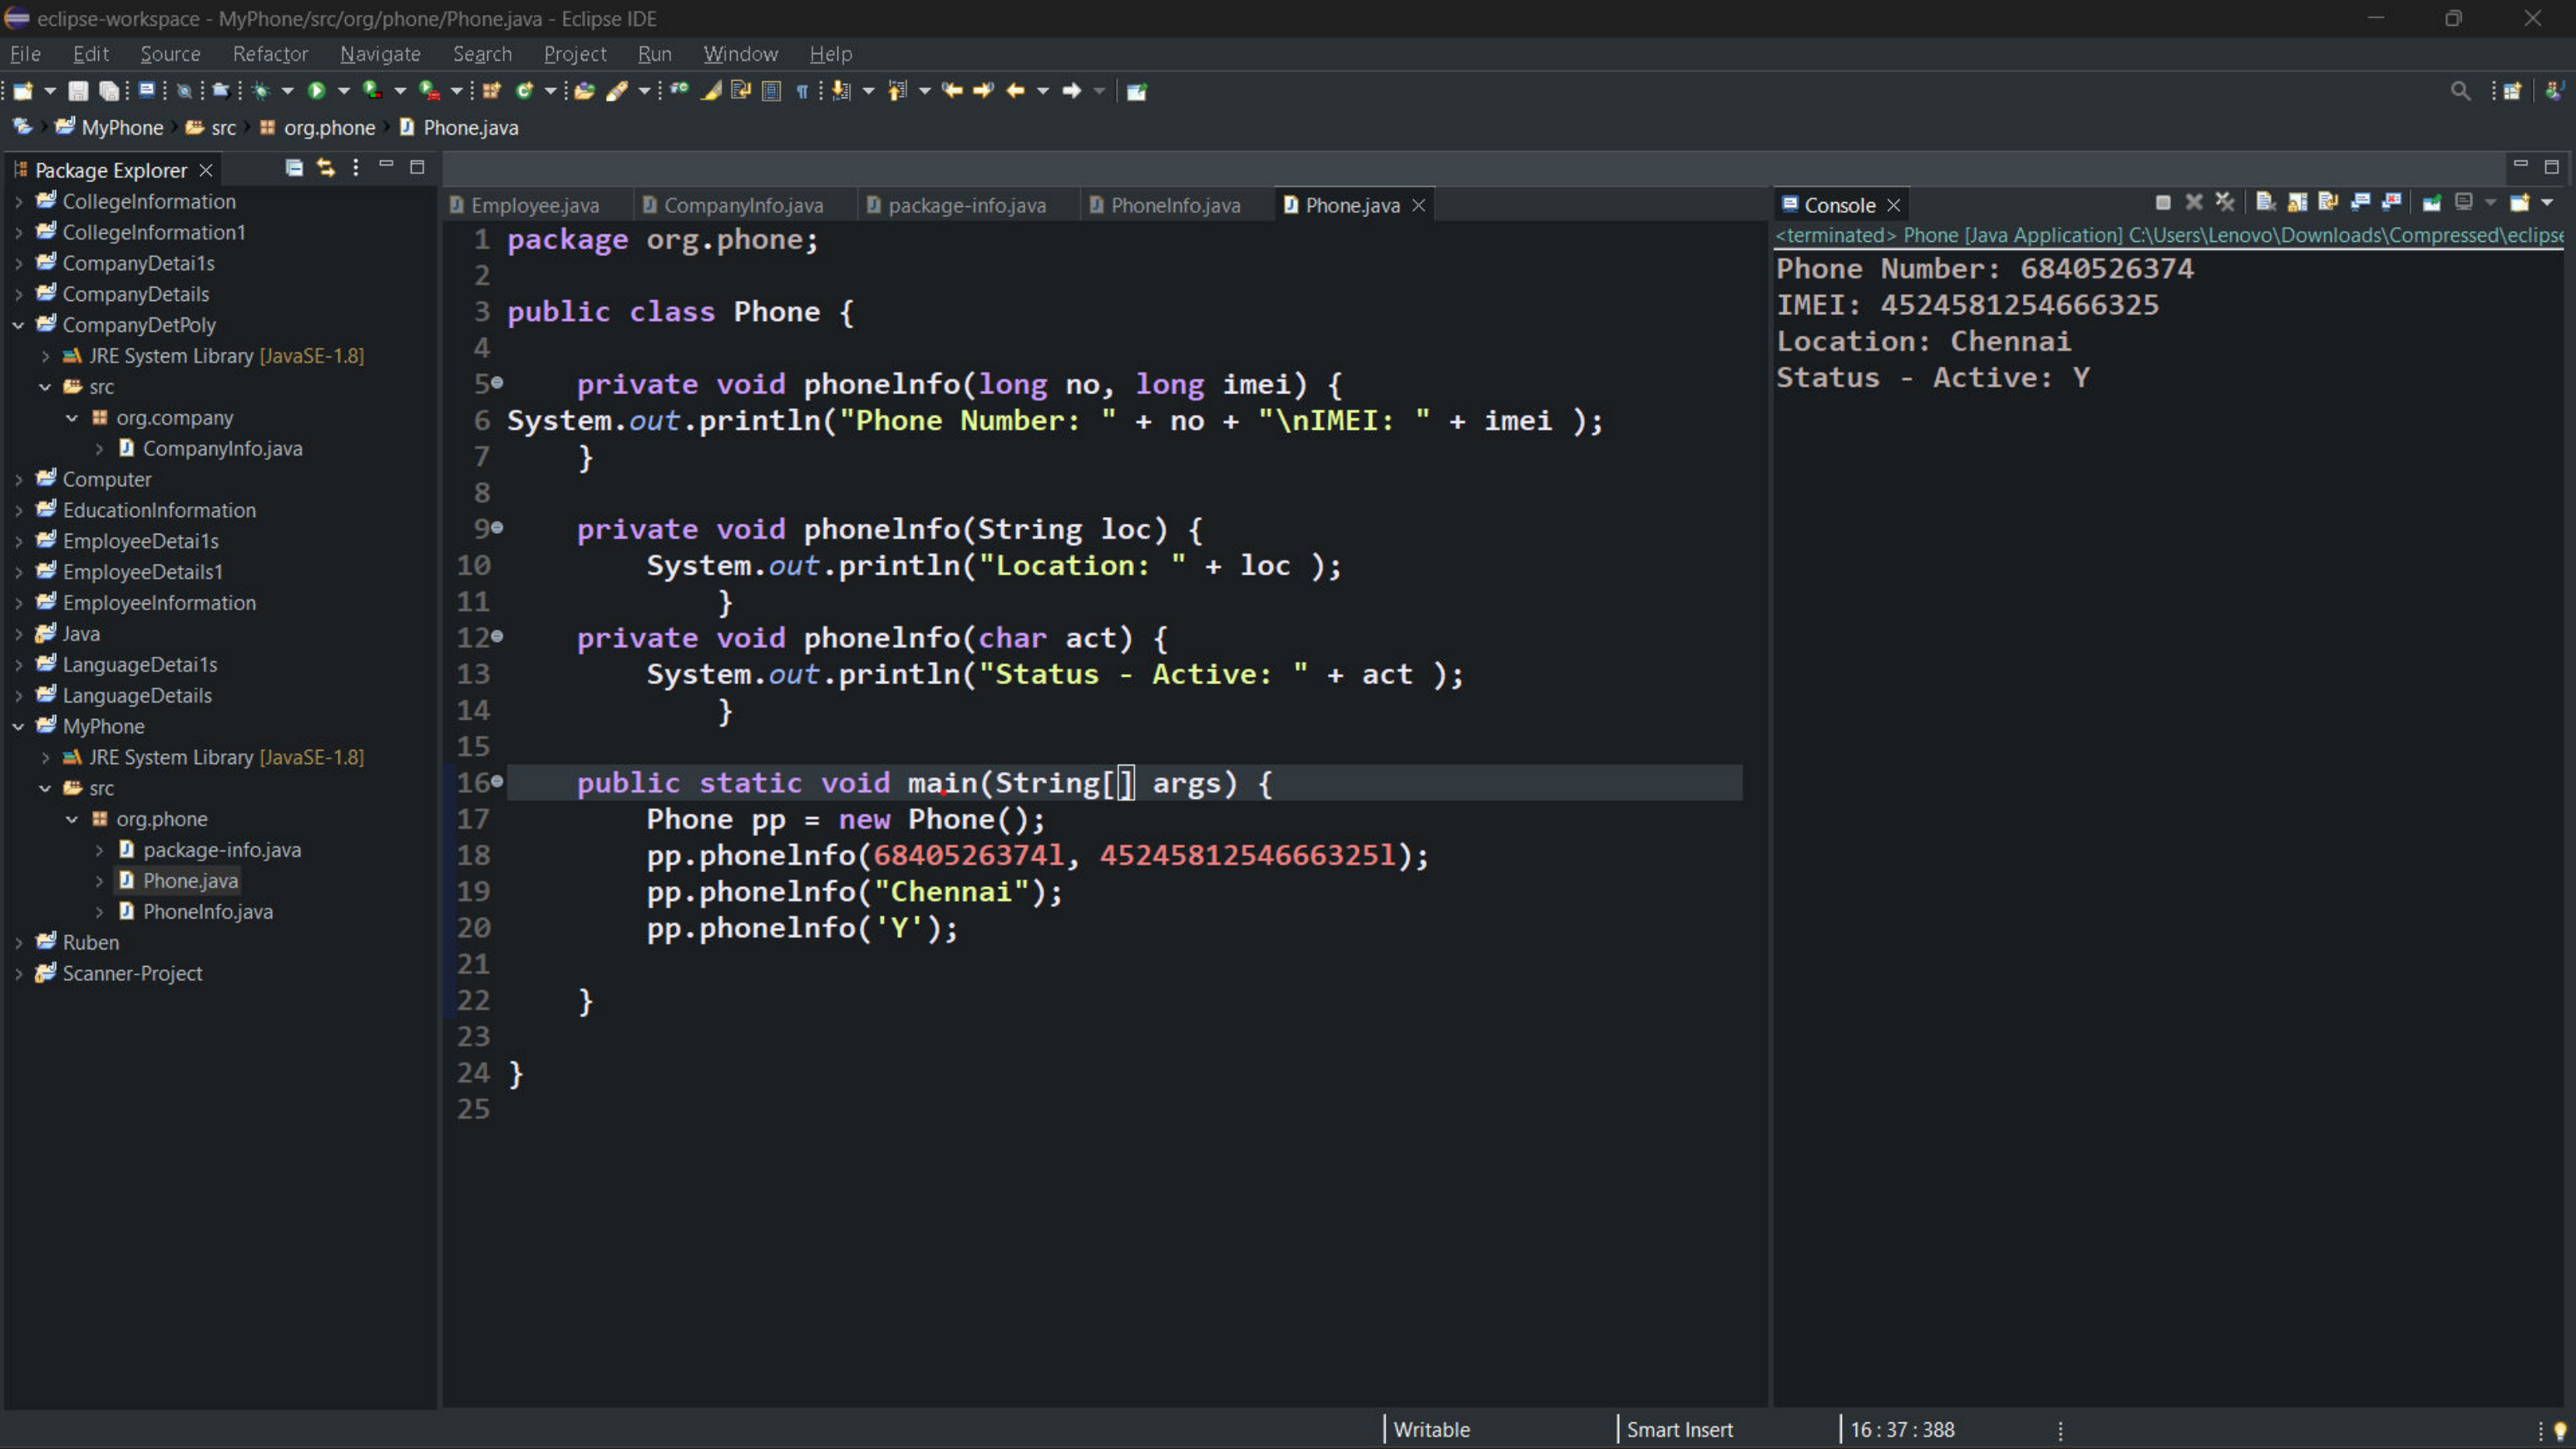 eclipse-workspace - MyPhone/src/org/phone/Phone.java - Eclipse IDE
File Edit Source Refactor Navigate Search Project Run Window Help
MyPhone src org.phone Phone.java
Package Explorer
CollegeInformation
CollegeInformation1
CompanyDetai1s
CompanyDetails
CompanyDetPoly
JRE System Library [JavaSE-1.8]
src
org.company
CompanyInfo.java
Computer
EducationInformation
EmployeeDetai1s
EmployeeDetails1
EmployeeInformation
Java
LanguageDetai1s
LanguageDetails
MyPhone
JRE System Library [JavaSE-1.8]
src
org.phone
package-info.java
Phone.java
PhoneInfo.java
Ruben
Scanner-Project
Employee.java CompanyInfo.java package-info.java PhoneInfo.java Phone.java
1 package org.phone;
2
3 public class Phone {
4
5 private void phonelnfo(long no, long imei) {
6 System.out.println("Phone Number: " + no + "\nIMEI: " + imei );
7 }
8
9 private void phonelnfo(String loc) {
10 System.out.println("Location: " + loc );
11 }
12 private void phonelnfo(char act) {
13 System.out.println("Status - Active: " + act );
14 }
15
16 public static void main(String[] args) {
17 Phone pp = new Phone();
18 pp.phonelnfo(6840526374l, 4524581254666325l);
19 pp.phonelnfo("Chennai");
20 pp.phonelnfo('Y');
21
22 }
23
24 }
25
Console
<terminated> Phone [Java Application] C:\Users\Lenovo\Downloads\Compressed\eclipse
Phone Number: 6840526374
IMEI: 4524581254666325
Location: Chennai
Status - Active: Y
Writable Smart Insert 16 : 37 : 388